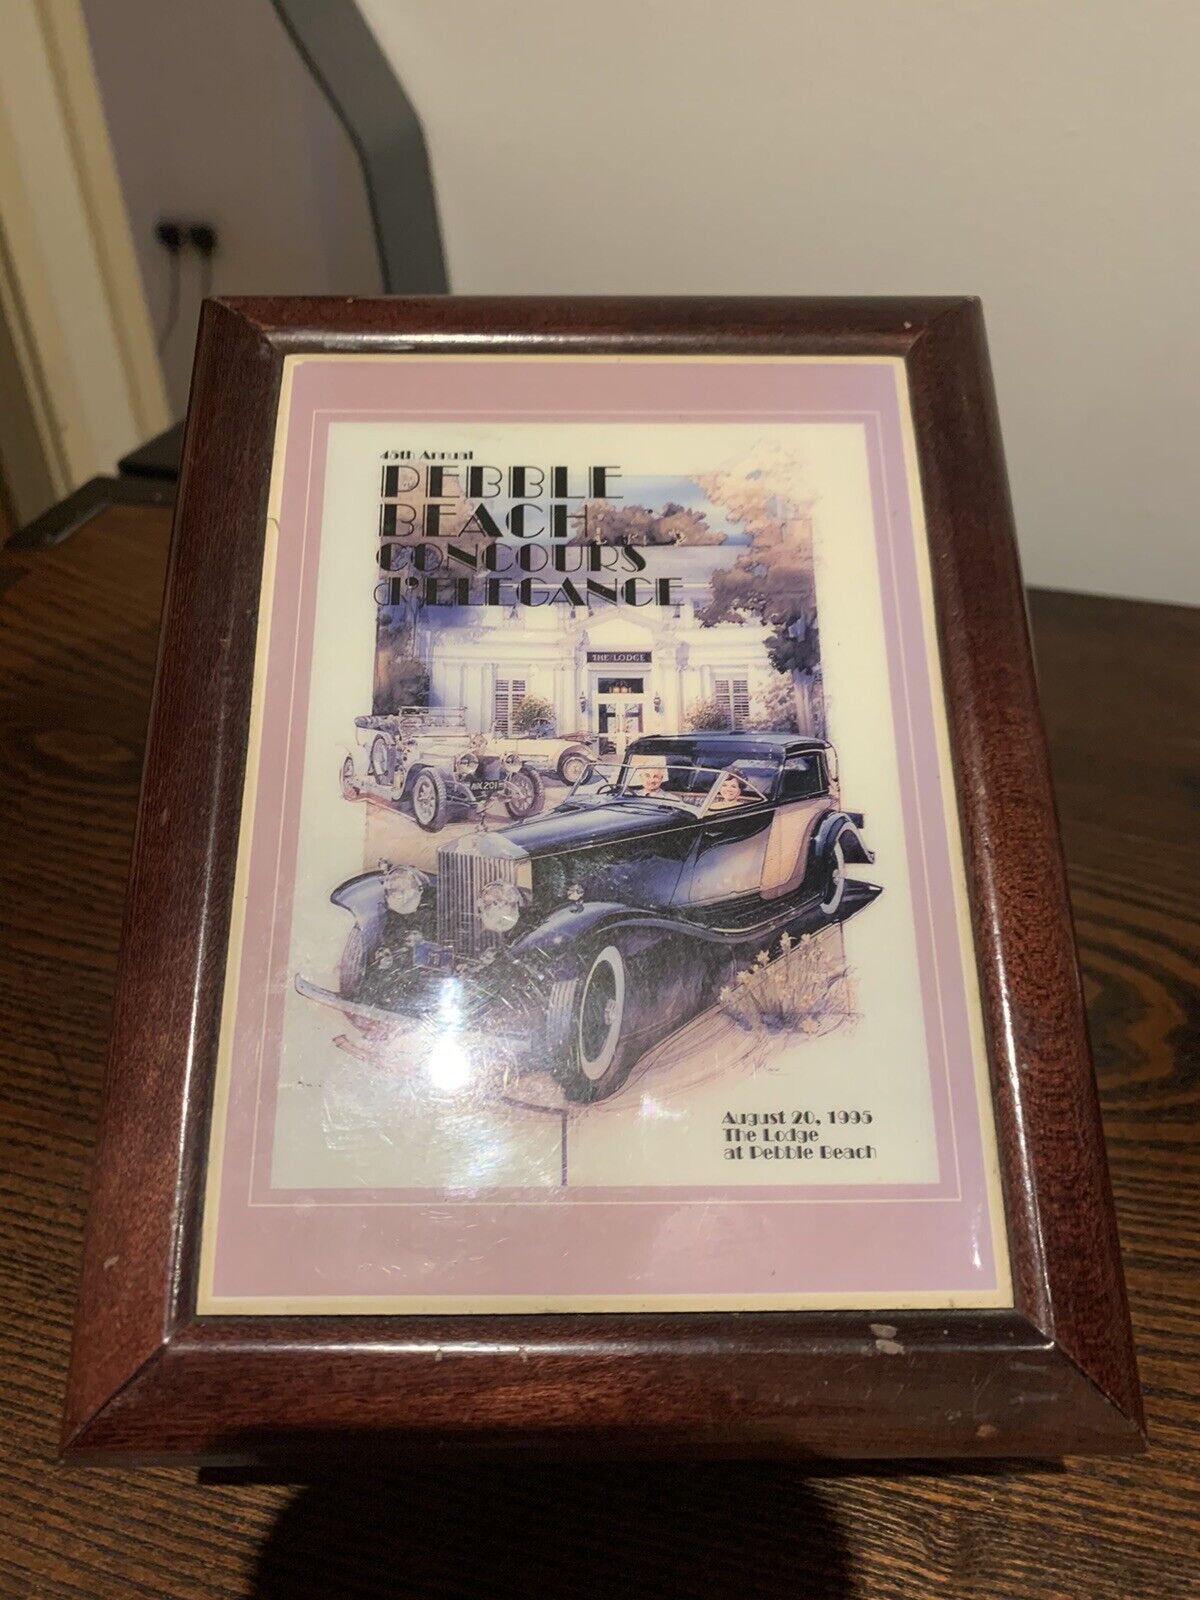 45th Annual
PEBBLE
BEACH
CONCOURS
d'ELEGANCE
THE LODGE
August 20, 1995
The Lodge
at Pebble Beach